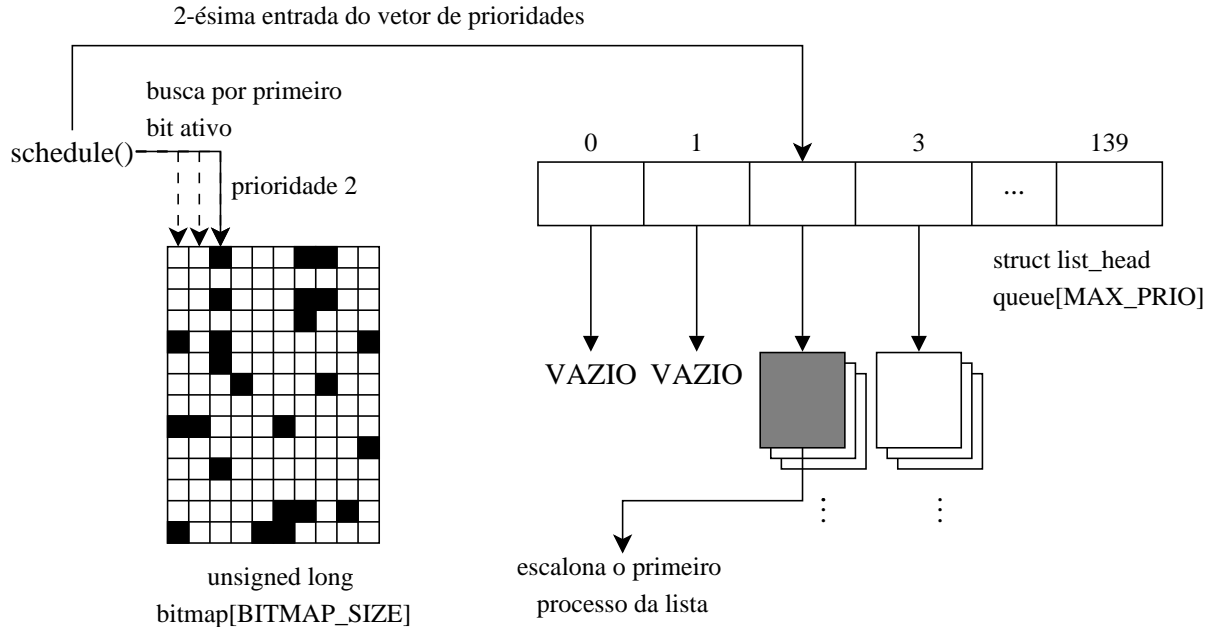 2-ésima entrada do vetor de prioridades
busca por primeiro
bit ativo
schedule()
prioridade 2
0 1 3 139
...
struct list_head
queue[MAX_PRIO]
VAZIO VAZIO
escalona o primeiro
processo da lista
unsigned long
bitmap[BITMAP_SIZE]